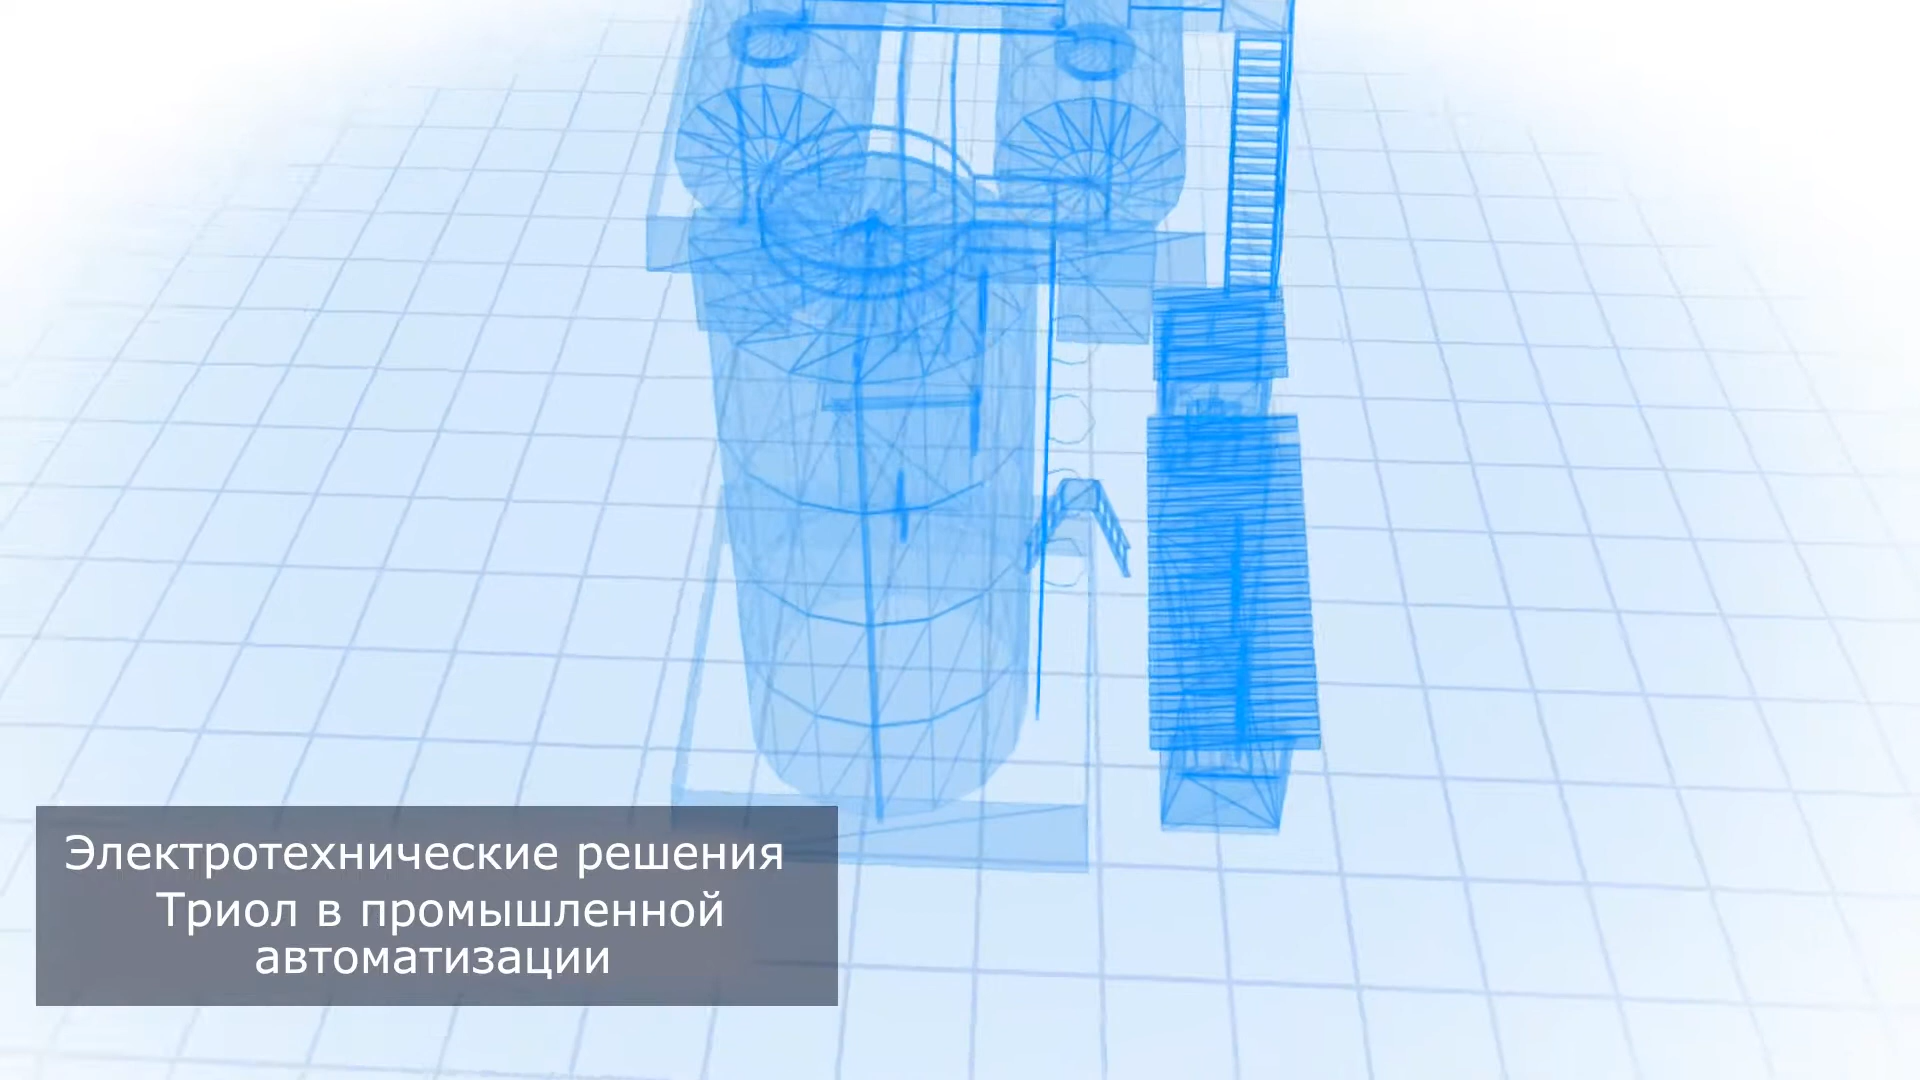 Электротехнические решения
Триол в промышленной
автоматизации